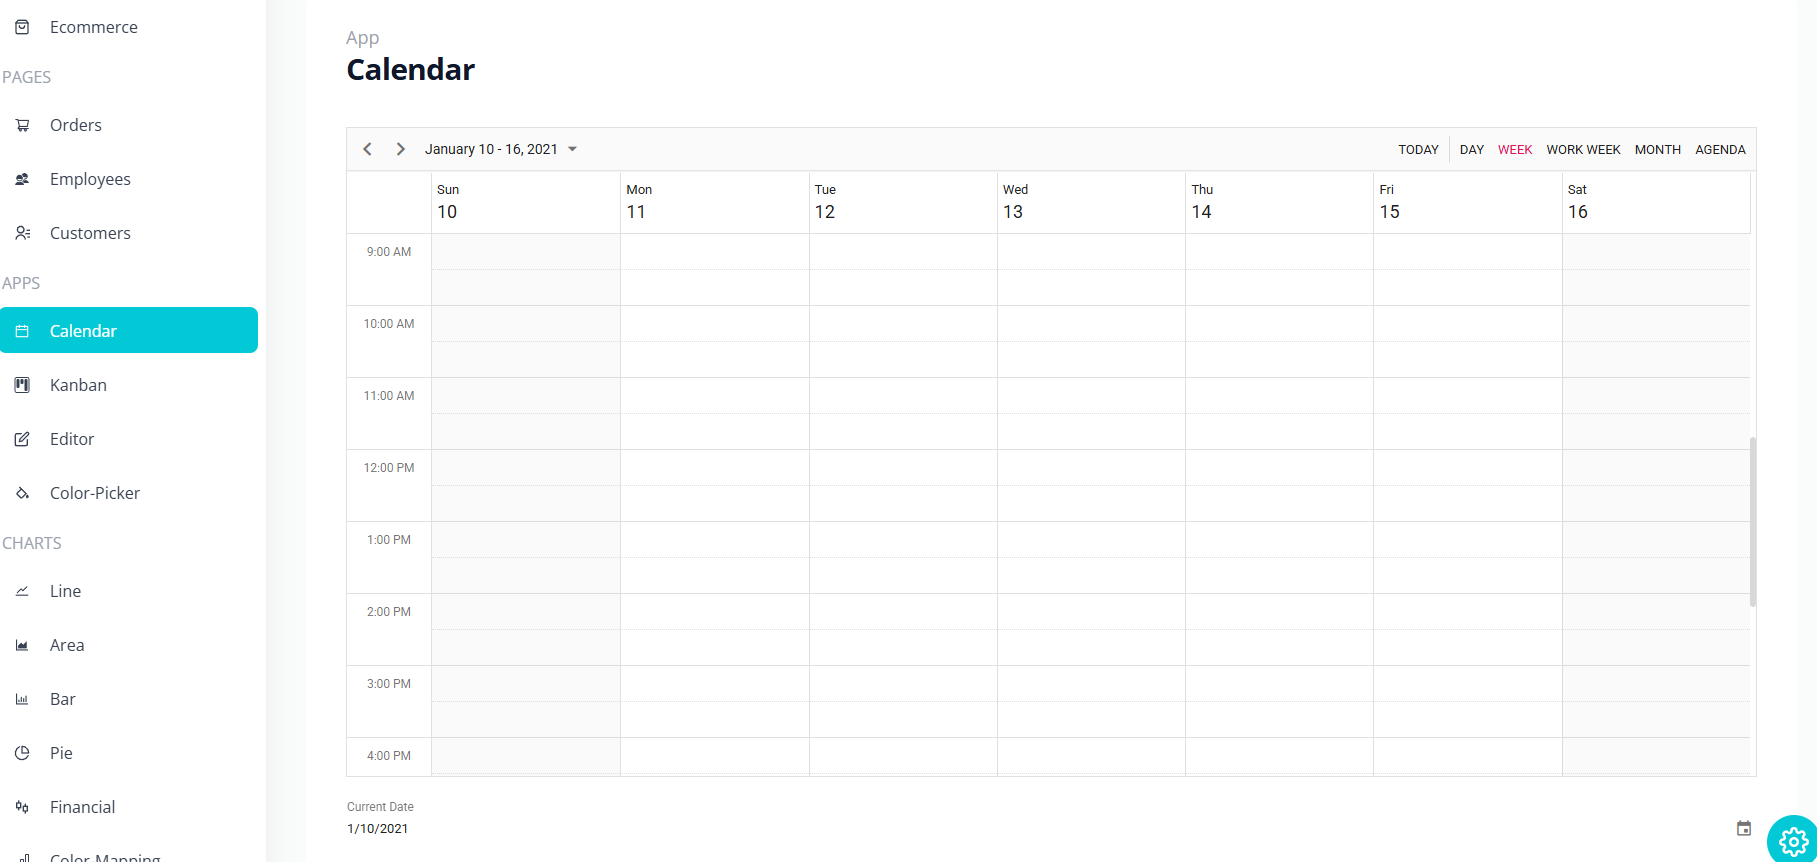 Ecommerce
PAGES
Orders
Employees
Customers
APPS
Calendar
Kanban
Editor
Color-Picker
CHARTS
Line
Area
Bar
Pie
Financial
Color-Mapping
App
Calendar
January 10 - 16, 2021
TODAY DAY WEEK WORK WEEK MONTH AGENDA
Sun Mon Tue Wed Thu Fri Sat
10 11 12 13 14 15 16
9:00 AM
10:00 AM
11:00 AM
12:00 PM
1:00 PM
2:00 PM
3:00 PM
4:00 PM
Current Date
1/10/2021